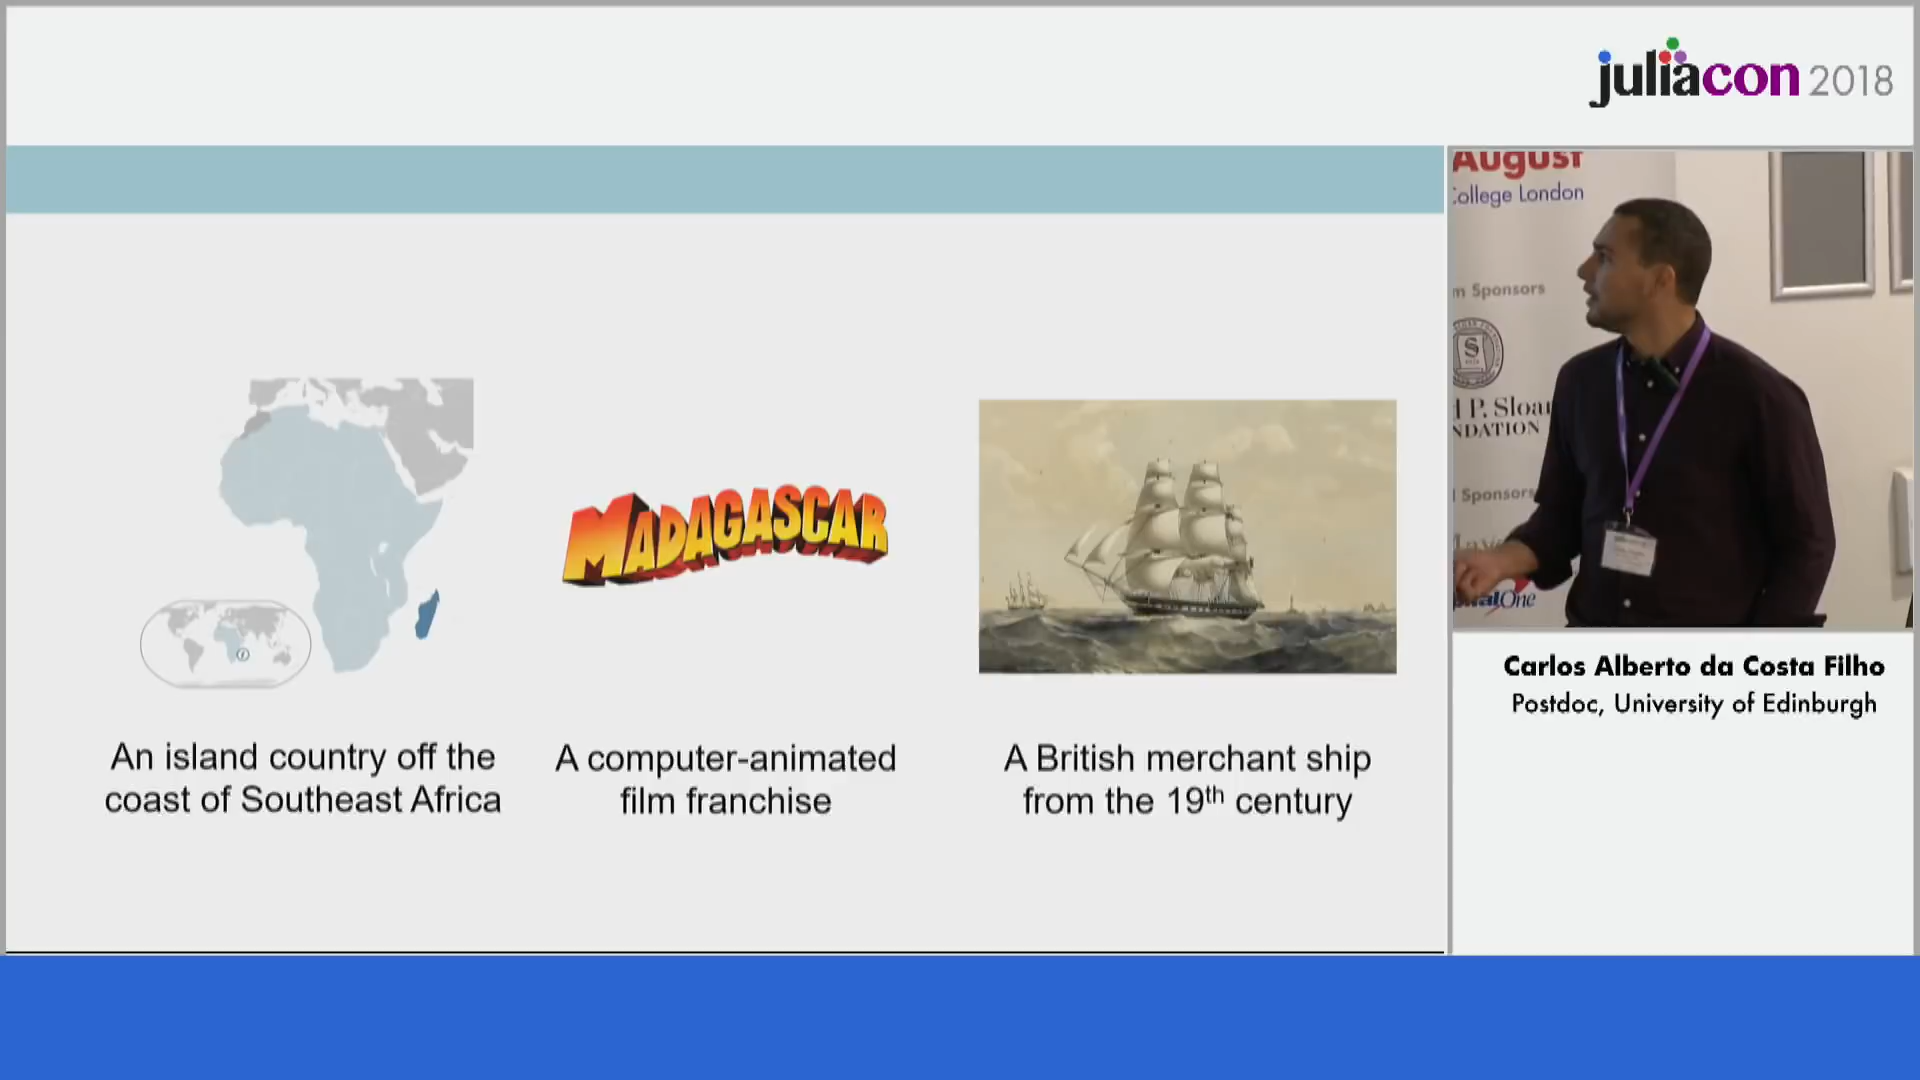 juliacon 2018
August
College London
m Sponsors
d P. Sloan
NDATION
Sponsors
CapitalOne
MADAGASCAR
An island country off the
coast of Southeast Africa
A computer-animated
film franchise
A British merchant ship
from the 19th century
Carlos Alberto da Costa Filho
Postdoc, University of Edinburgh